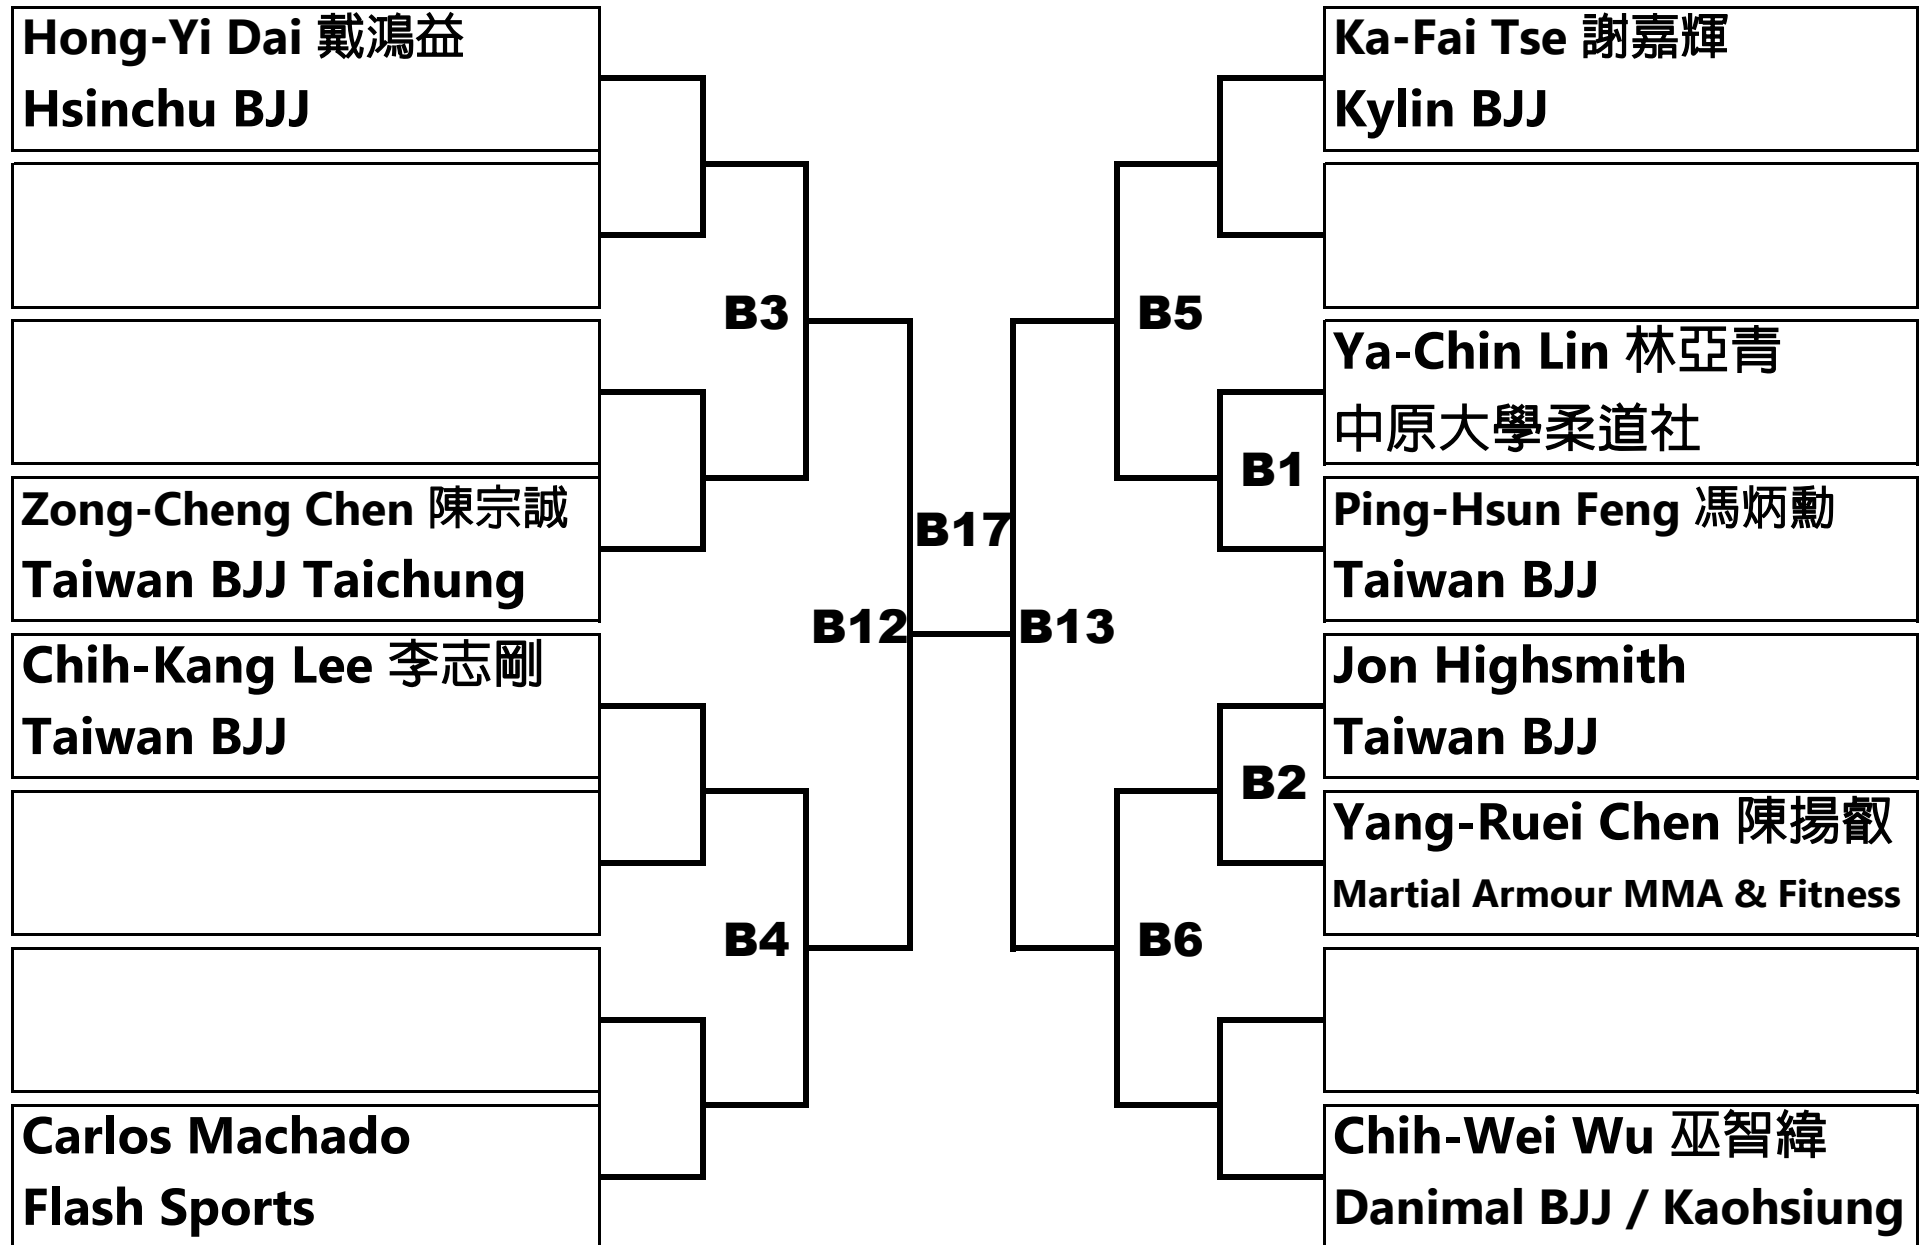 Hong-Yi Dai 戴鴻益
Hsinchu BJJ
Zong-Cheng Chen 陳宗誠
Taiwan BJJ Taichung
Chih-Kang Lee 李志剛
Taiwan BJJ
Carlos Machado
Flash Sports
B3
B4
B12
B17
B13
B5
B6
B1
B2
Ka-Fai Tse 謝嘉輝
Kylin BJJ
Ya-Chin Lin 林亞青
中原大學柔道社
Ping-Hsun Feng 馮炳勳
Taiwan BJJ
Jon Highsmith
Taiwan BJJ
Yang-Ruei Chen 陳揚叡
Martial Armour MMA & Fitness
Chih-Wei Wu 巫智緯
Danimal BJJ / Kaohsiung